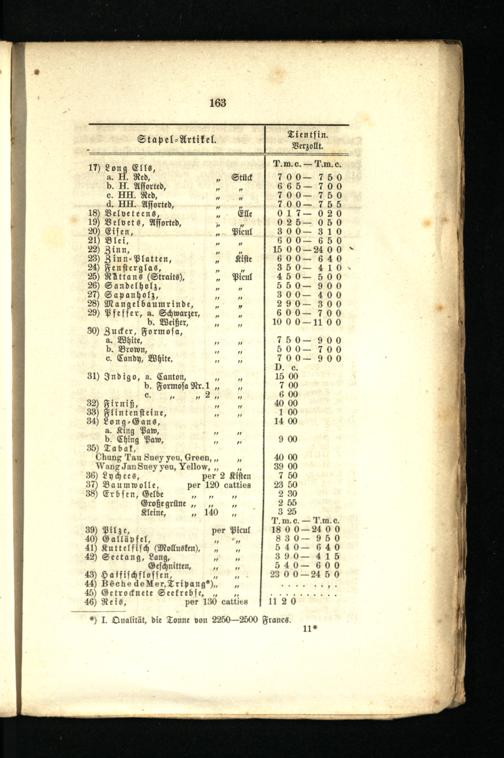 163
Stapel-Artikel. Tientsin.
Verzollt.
T.m.c. — T.m.c.
17) Long Ells,
a. H. Red, „ Stück 7 0 0 — 7 5 0
b. H. Assorted, „ „ 6 6 5 — 7 0 0
c. HH. Red, „ „ 7 0 0 — 7 5 0
d. HH. Assorted, „ „ 7 0 0 — 7 5 5
18) Velveteens, „ Elle 0 1 7 — 0 2 0
19) Velvets, Assorted, „ „ 0 2 5 — 0 5 0
20) Eisen, „ Picul 3 0 0 — 3 1 0
21) Blei, „ „ 6 0 0 — 6 5 0
22) Zinn, „ „ 15 0 0 — 24 0 0
23) Zinn-Platten, „ Kiste 6 0 0 — 6 4 0
24) Fensterglas, „ „ 3 5 0 — 4 1 0
25) Rattans (Straits), „ Picul 4 5 0 — 5 0 0
26) Sandelholz, „ „ 5 5 0 — 9 0 0
27) Sapanholz, „ „ 3 0 0 — 4 0 0
28) Mangelbaumrinde, „ „ 2 9 0 — 3 0 0
29) Pfeffer, a. Schwarzer, „ „ 6 0 0 — 7 0 0
b. Weißer, „ „ 10 0 0 — 11 0 0
30) Zucker, Formosa,
a. White, „ „ 7 5 0 — 9 0 0
b. Brown, „ „ 5 0 0 — 7 0 0
c. Candy, White, „ „ 7 0 0 — 9 0 0
D. c.
31) Indigo, a. Canton, „ „ 15 00
b. Formosa Nr. 1 „ „ 7 00
c. „ „ 2 „ „ 6 00
32) Firniß, „ „ 40 00
33) Flintensteine, „ „ 1 00
34) Long-Gans, „ „ 14 00
a. King Paw,
b. Ching Paw, „ „ 9 00
35) Tabak,
Chung Tau Suey yeu, Green, „ „ 40 00
Wang Jan Suey yeu, Yellow, „ „ 39 00
36) Lychees, per 2 Kisten 7 50
37) Baumwolle, per 120 catties 23 50
38) Erbsen, Gelbe „ „ „ 2 30
Große grüne „ „ „ 2 55
Kleine, „ 140 „ 3 25
T.m.c. — T.m.c.
39) Pilze, per Picul 18 0 0 — 24 0 0
40) Galläpfel, „ „ 8 3 0 — 9 5 0
41) Kuttelfisch (Mollusken), „ „ 5 4 0 — 6 4 0
42) Seetang, Lang, „ „ 3 9 0 — 4 1 5
Geschnitten, „ „ 5 4 0 — 6 0 0
43) Haifischflossen, „ „ 23 0 0 — 24 5 0
44) Bêche de Mer, Tripang*) „ „ . . . . . . . .
45) Getrocknete Seekrebse, „ „ . . . . . . . . . .
46) Reis, per 130 catties 11 2 0
*) I. Qualität, die Tonne von 2250—2500 Francs.
11*